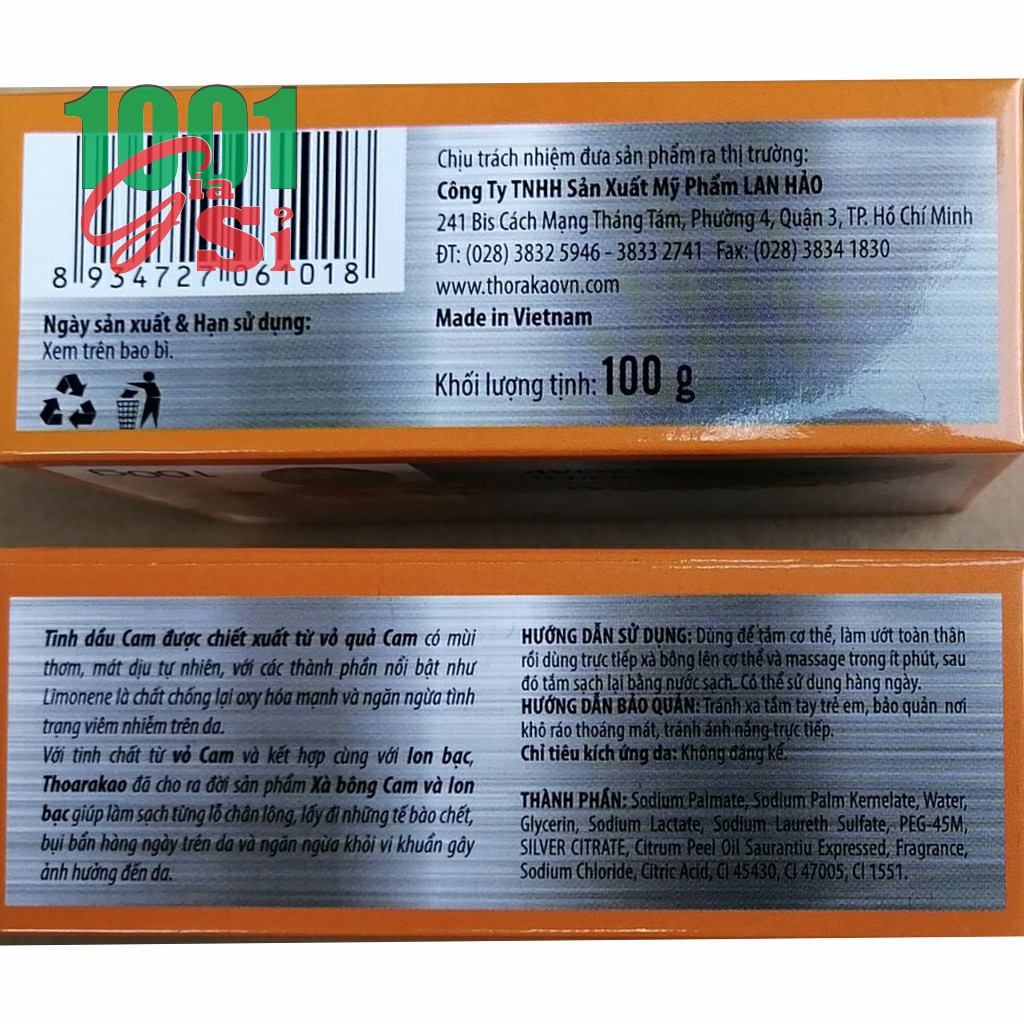 1001
Gia
Sỉ
8 934727 061018
Ngày sản xuất & Hạn sử dụng:
Xem trên bao bì.
Chịu trách nhiệm đưa sản phẩm ra thị trường:
Công Ty TNHH Sản Xuất Mỹ Phẩm LAN HẢO
241 Bis Cách Mạng Tháng Tám, Phường 4, Quận 3, TP. Hồ Chí Minh
ĐT: (028) 3832 5946 - 3833 2741 Fax: (028) 3834 1830
www.thorakaovn.com
Made in Vietnam
Khối lượng tịnh: 100 g
100G
Tinh dầu Cam được chiết xuất từ vỏ quả Cam có mùi
thơm, mát dịu tự nhiên, với các thành phần nổi bật như
Limonene là chất chống lại oxy hóa mạnh và ngăn ngừa tình
trạng viêm nhiễm trên da.
Với tinh chất từ vỏ Cam và kết hợp cùng với Ion bạc,
Thoarakao đã cho ra đời sản phẩm Xà bông Cam và Ion
bạc giúp làm sạch từng lỗ chân lông, lấy đi những tế bào chết,
bụi bẩn hàng ngày trên da và ngăn ngừa khỏi vi khuẩn gây
ảnh hưởng đến da.
HƯỚNG DẪN SỬ DỤNG: Dùng để tắm cơ thể, làm ướt toàn thân
rồi dùng trực tiếp xà bông lên cơ thể và massage trong ít phút, sau
đó tắm sạch lại bằng nước sạch. Có thể sử dụng hàng ngày.
HƯỚNG DẪN BẢO QUẢN: Tránh xa tầm tay trẻ em, bảo quản nơi
khô ráo thoáng mát, tránh ánh nắng trực tiếp.
Chỉ tiêu kích ứng da: Không đáng kể.
THÀNH PHẦN: Sodium Palmate, Sodium Palm Kernelate, Water,
Glycerin, Sodium Lactate, Sodium Laureth Sulfate, PEG-45M,
SILVER CITRATE, Citrum Peel Oil Saurantiu Expressed, Fragrance,
Sodium Chloride, Citric Acid, CI 45430, CI 47005, CI 1551.